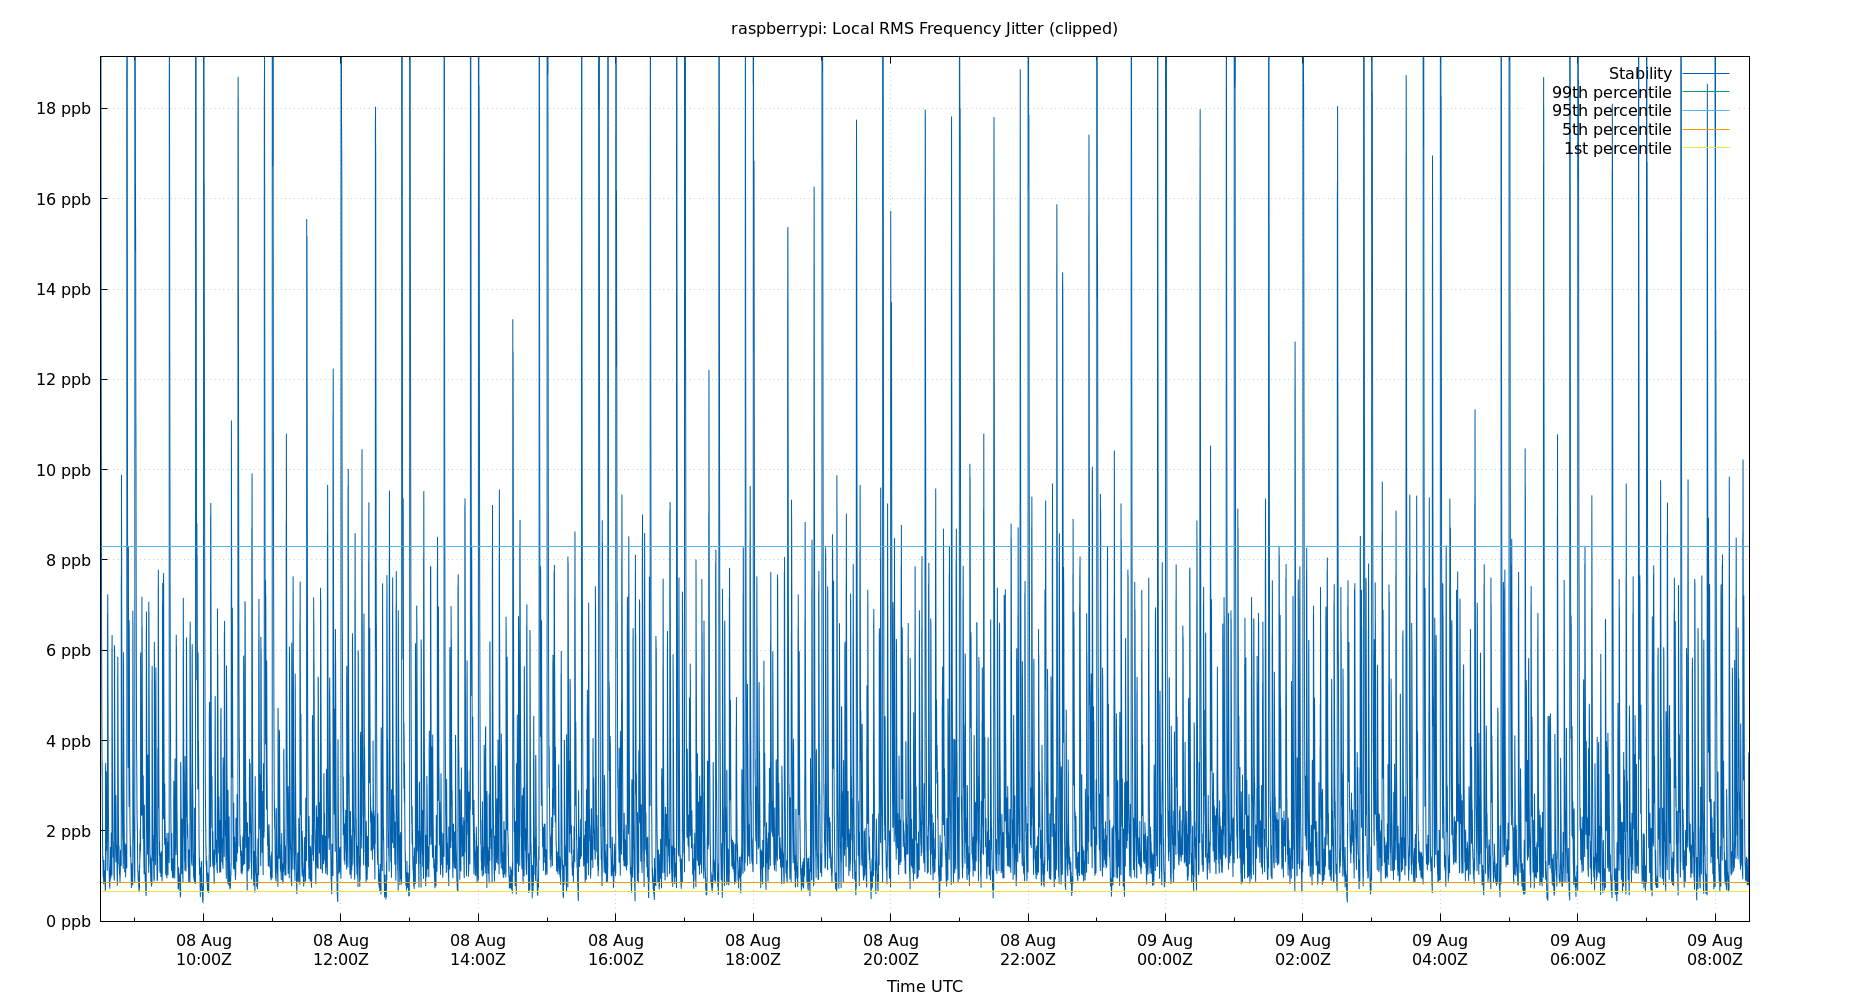 raspberrypi: Local RMS Frequency Jitter (clipped)
Stability
99th percentile
95th percentile
5th percentile
1st percentile
18 ppb
16 ppb
14 ppb
12 ppb
10 ppb
8 ppb
6 ppb
4 ppb
2 ppb
0 ppb
08 Aug 08 Aug 08 Aug 08 Aug 08 Aug 08 Aug 08 Aug 09 Aug 09 Aug 09 Aug 09 Aug 09 Aug
10:00Z 12:00Z 14:00Z 16:00Z 18:00Z 20:00Z 22:00Z 00:00Z 02:00Z 04:00Z 06:00Z 08:00Z
Time UTC